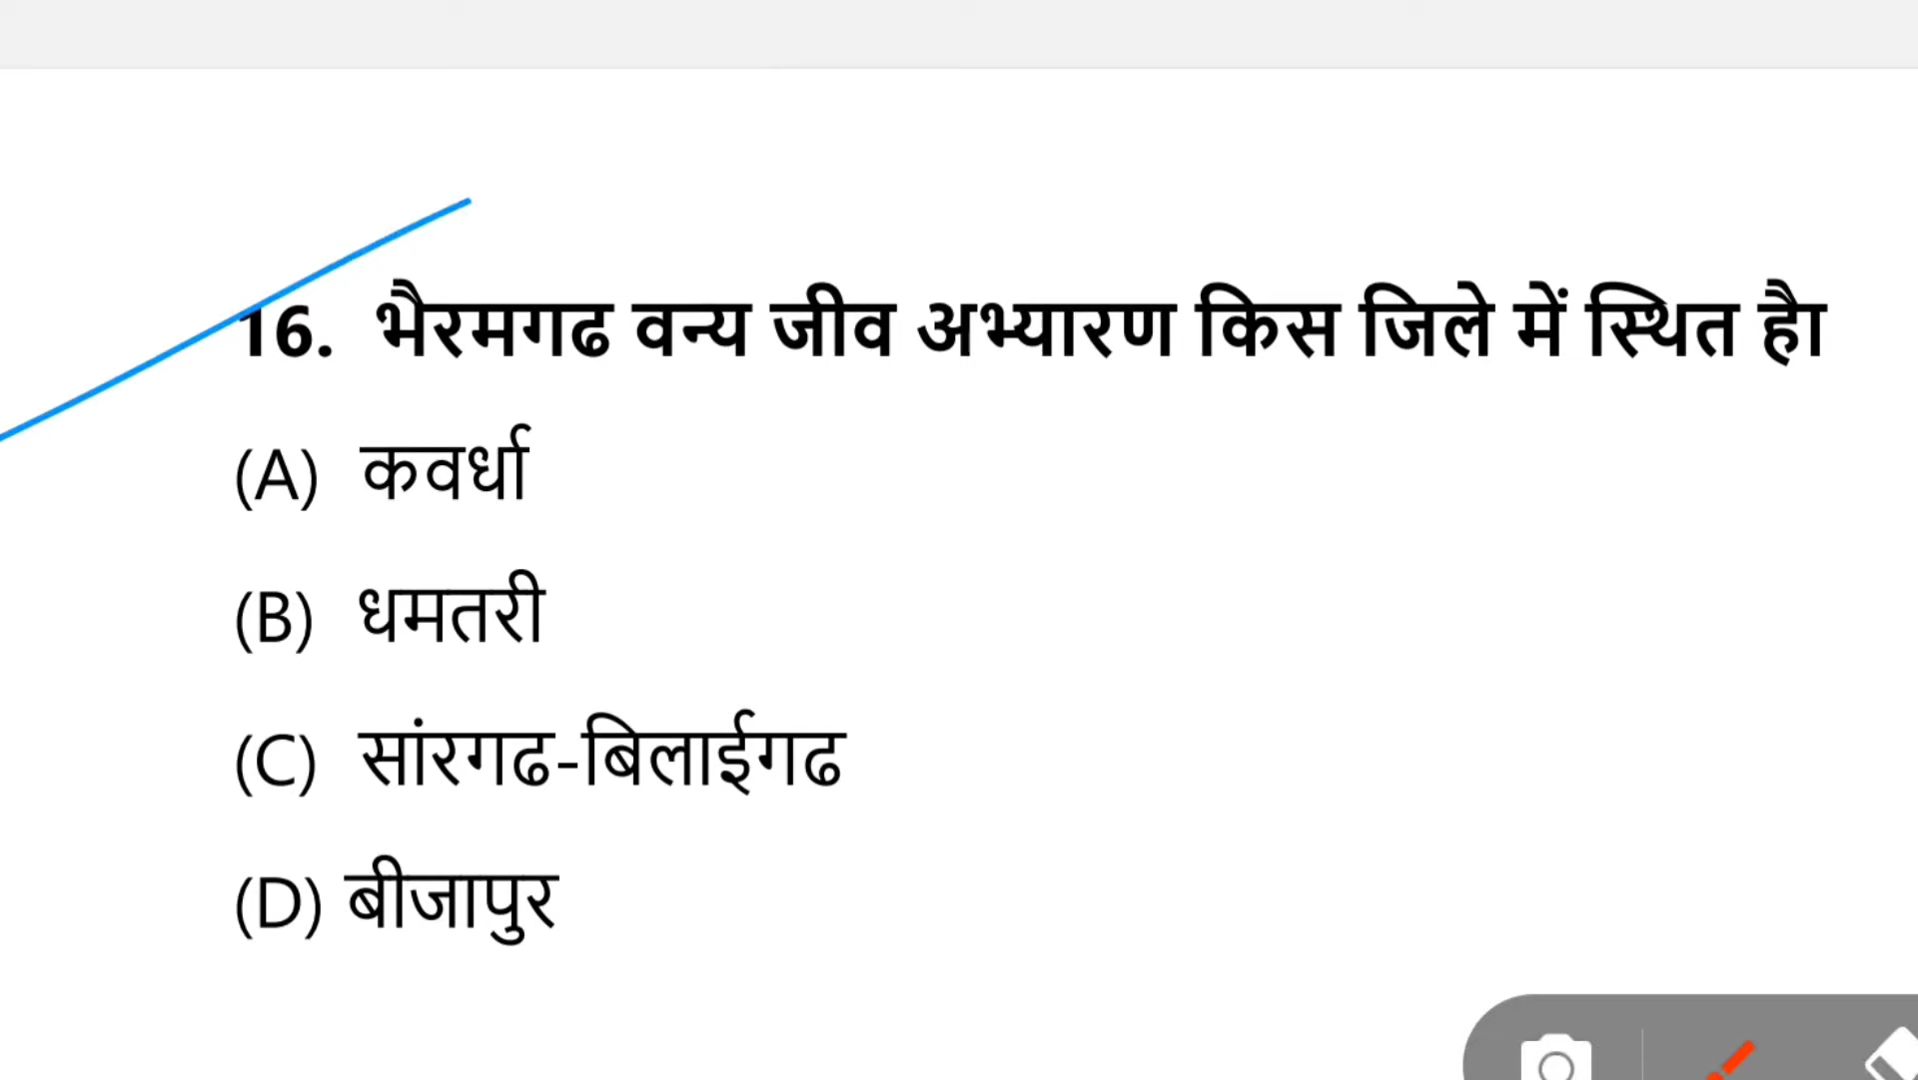 16. भैरमगढ वन्य जीव अभ्यारण किस जिले में स्थित हैा
(A) कवर्धा
(B) धमतरी
(C) सांरगढ-बिलाईगढ
(D) बीजापुर